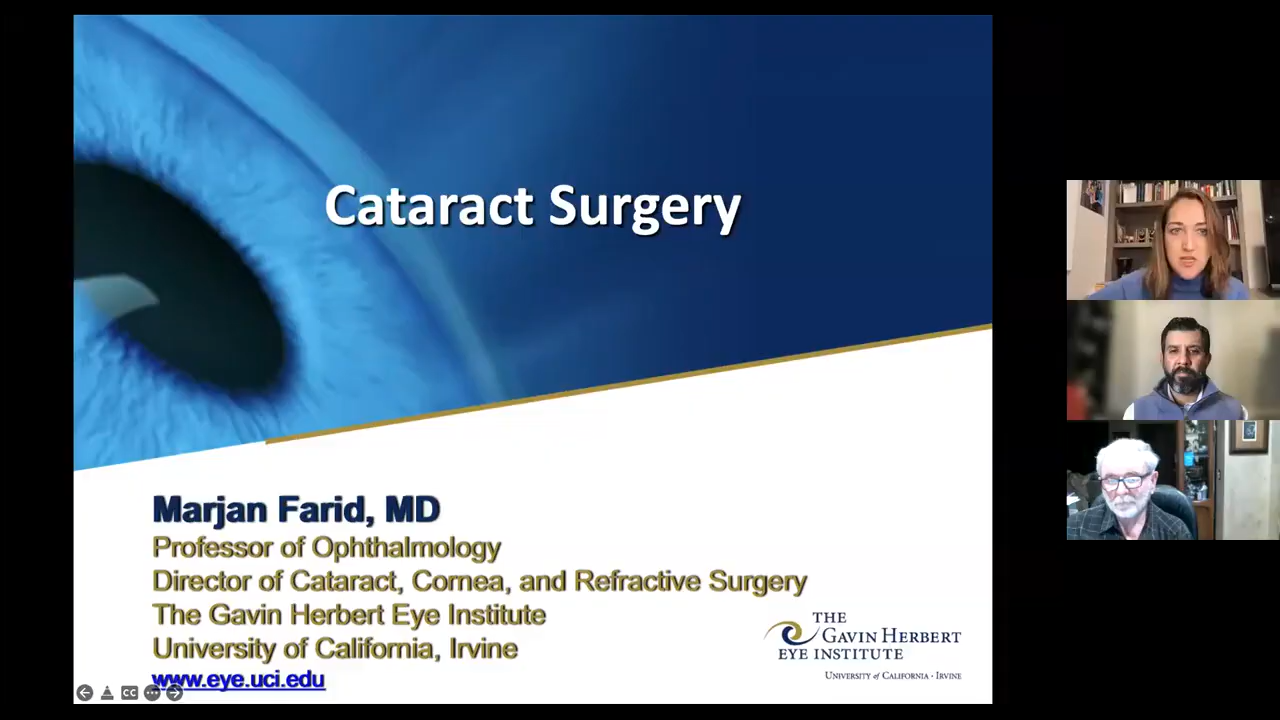 Cataract Surgery
Marjan Farid, MD
Professor of Ophthalmology
Director of Cataract, Cornea, and Refractive Surgery
The Gavin Herbert Eye Institute
University of California, Irvine
www.eye.uci.edu
THE
GAVIN HERBERT
EYE INSTITUTE
UNIVERSITY of CALIFORNIA • IRVINE
CC